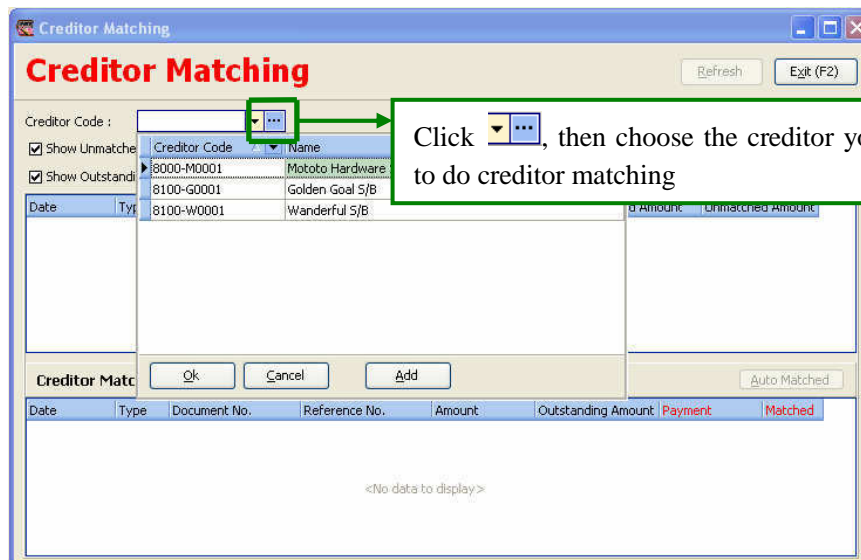 Creditor Matching
Creditor Matching
Refresh
Exit (F2)
Creditor Code :
Click , then choose the creditor yo
to do creditor matching
Show Unmatche
Show Outstandi
Creditor Code Name
8000-M0001 Mototo Hardware
8100-G0001 Golden Goal S/B
8100-W0001 Wanderful S/B
Date Typ d Amount Unmatched Amount
Ok Cancel Add
Creditor Matc
Auto Matched
Date Type Document No. Reference No. Amount Outstanding Amount Payment Matched
<No data to display>